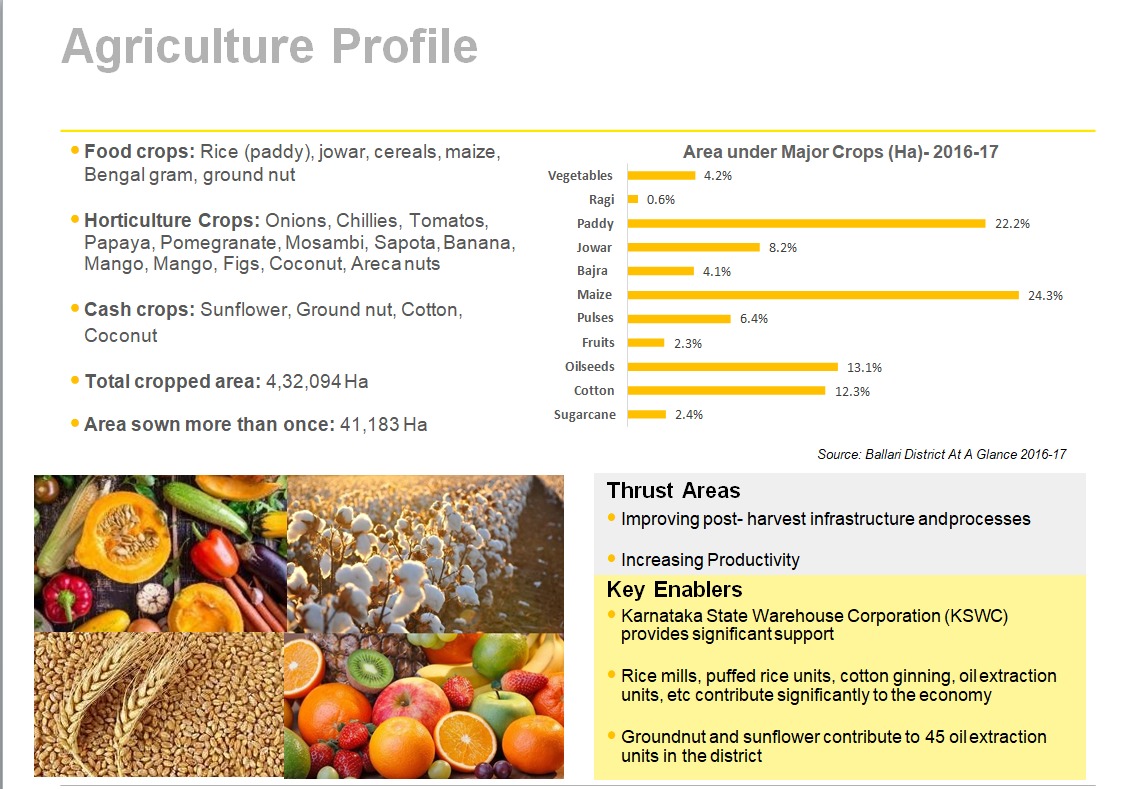 Agriculture Profile
Food crops: Rice (paddy), jowar, cereals, maize,
Bengal gram, ground nut
Horticulture Crops: Onions, Chillies, Tomatos,
Papaya, Pomegranate, Mosambi, Sapota, Banana,
Mango, Mango, Figs, Coconut, Areca nuts
Cash crops: Sunflower, Ground nut, Cotton,
Coconut
Total cropped area: 4,32,094 Ha
Area sown more than once: 41,183 Ha
Area under Major Crops (Ha)- 2016-17
Vegetables 4.2%
Ragi 0.6%
Paddy 22.2%
Jowar 8.2%
Bajra 4.1%
Maize 24.3%
Pulses 6.4%
Fruits 2.3%
Oilseeds 13.1%
Cotton 12.3%
Sugarcane 2.4%
Source: Ballari District At A Glance 2016-17
Thrust Areas
Improving post- harvest infrastructure andprocesses
Increasing Productivity
Key Enablers
Karnataka State Warehouse Corporation (KSWC)
provides significant support
Rice mills, puffed rice units, cotton ginning, oil extraction
units, etc contribute significantly to the economy
Groundnut and sunflower contribute to 45 oil extraction
units in the district